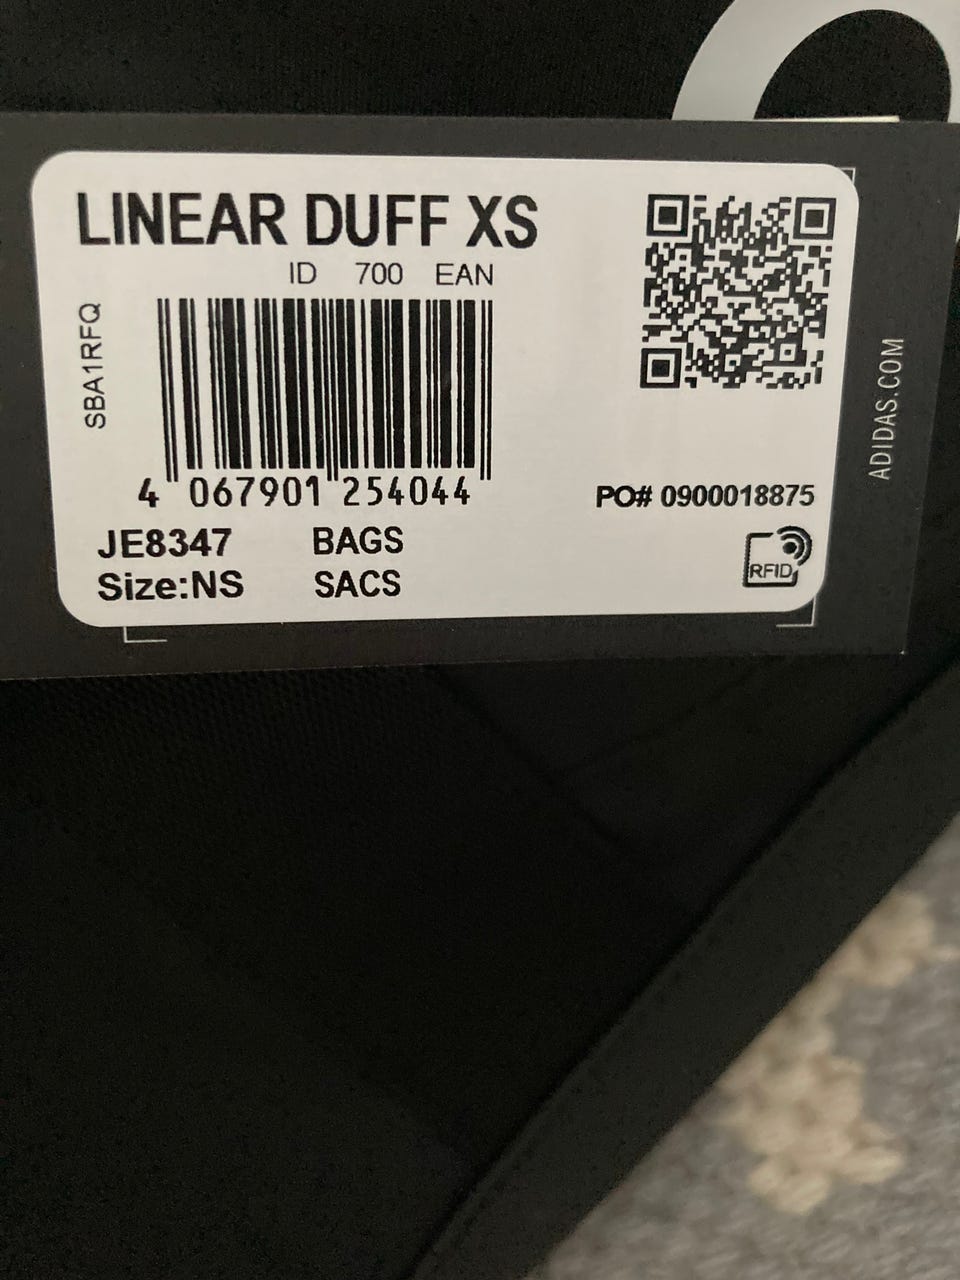 LINEAR DUFF XS
ID 700 EAN
SBA1RFQ
4 067901 254044
PO# 0900018875
JE8347 BAGS
Size:NS SACS
RFID
ADIDAS.COM